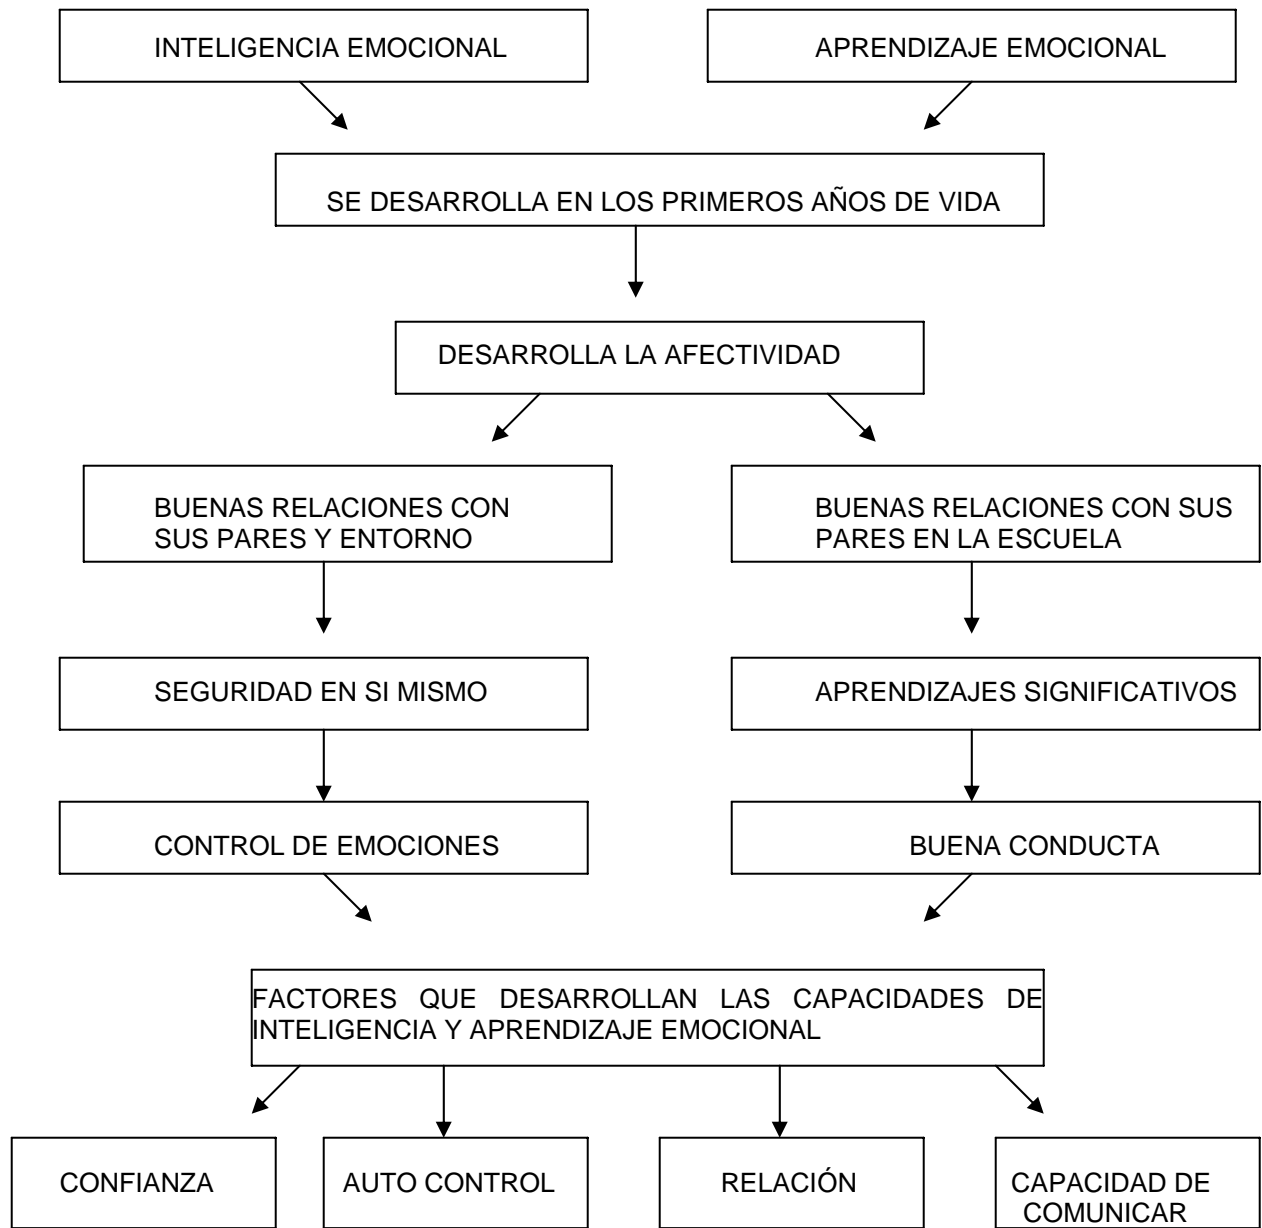 INTELIGENCIA EMOCIONAL
APRENDIZAJE EMOCIONAL
SE DESARROLLA EN LOS PRIMEROS AÑOS DE VIDA
DESARROLLA LA AFECTIVIDAD
BUENAS RELACIONES CON
SUS PARES Y ENTORNO
BUENAS RELACIONES CON SUS
PARES EN LA ESCUELA
SEGURIDAD EN SI MISMO
APRENDIZAJES SIGNIFICATIVOS
CONTROL DE EMOCIONES
BUENA CONDUCTA
FACTORES QUE DESARROLLAN LAS CAPACIDADES DE
INTELIGENCIA Y APRENDIZAJE EMOCIONAL
CONFIANZA
AUTO CONTROL
RELACIÓN
CAPACIDAD DE
COMUNICAR